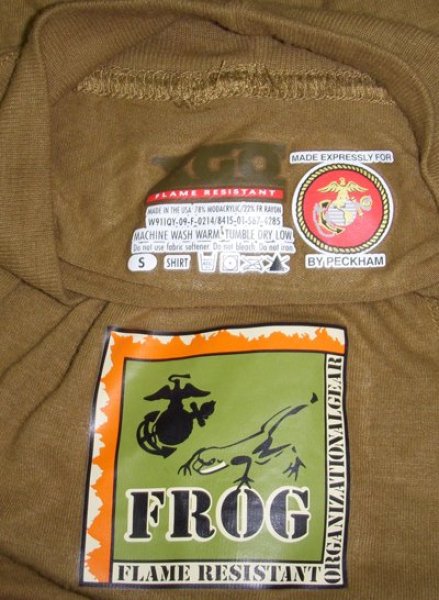 XGO
FLAME RESISTANT
MADE IN THE USA 78% MODACRYLIC/22% FR RAYON
W911QY-09-F-0214/8415-01-567-4285
MACHINE WASH WARM TUMBLE DRY LOW
Do not use fabric softener. Do not bleach. Do not iron.
S SHIRT
MADE EXPRESSLY FOR
BY PECKHAM
FROG
FLAME RESISTANT
ORGANIZATIONAL GEAR